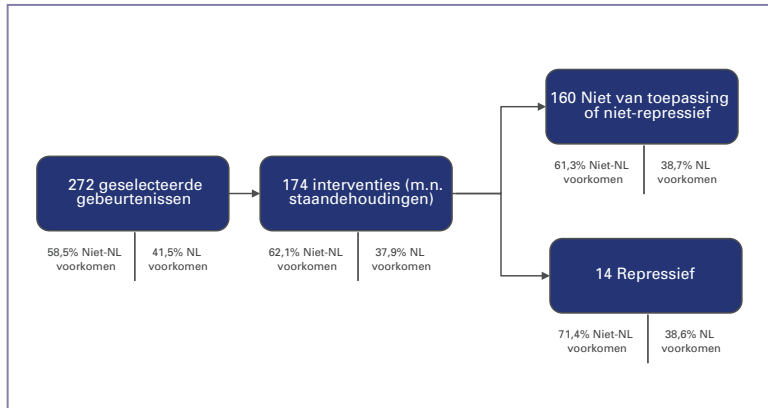 160 Niet van toepassing
of niet-repressief
61,3% Niet-NL
voorkomen
38,7% NL
voorkomen
272 geselecteerde
gebeurtenissen
58,5% Niet-NL
voorkomen
41,5% NL
voorkomen
174 interventies (m.n.
staandehoudingen)
62,1% Niet-NL
voorkomen
37,9% NL
voorkomen
14 Repressief
71,4% Niet-NL
voorkomen
38,6% NL
voorkomen